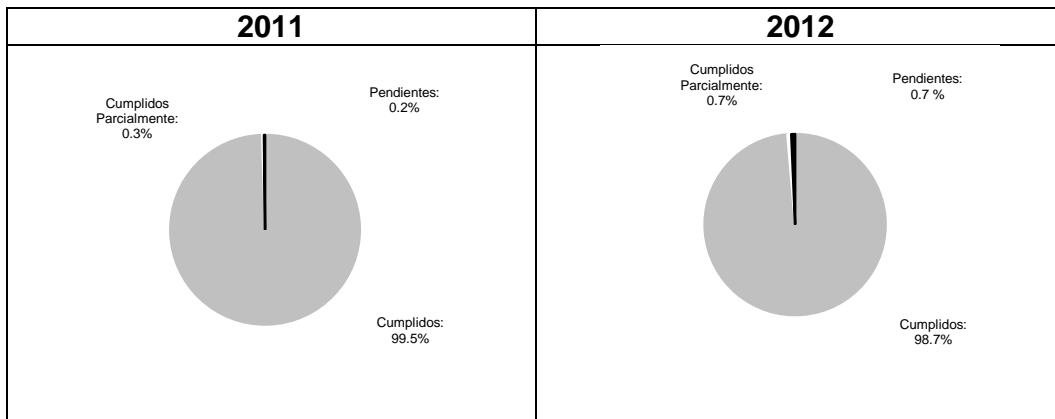 2011
2012
Cumplidos
Parcialmente:
0.3%
Pendientes:
0.2%
Cumplidos:
99.5%
Cumplidos
Parcialmente:
0.7%
Pendientes:
0.7 %
Cumplidos:
98.7%